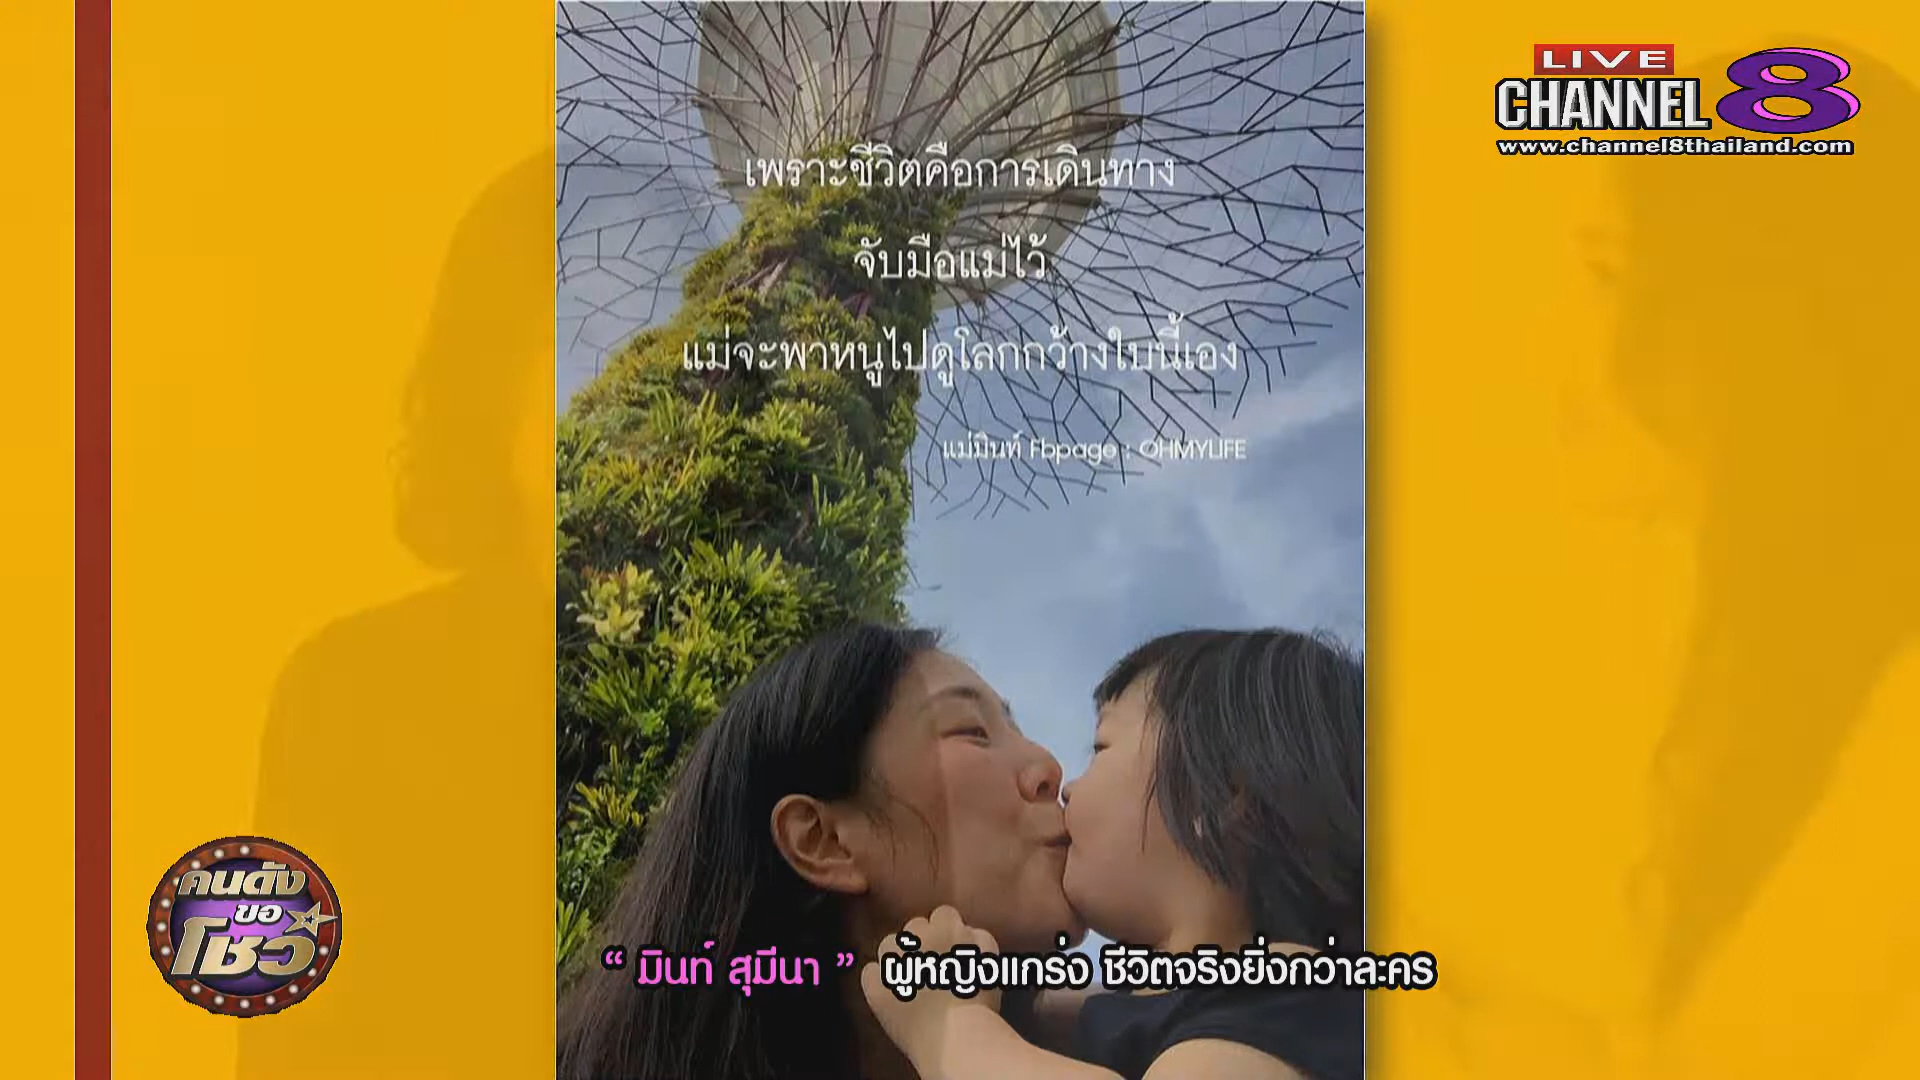 LIVE
CHANNEL 8
www.channel8thailand.com
เพราะชีวิตคือการเดินทาง
จับมือแม่ไว้
แม่จะพาหนูไปดูโลกกว้างใบนี้เอง
แม่มินท์ Fbpage : OHMYLIFE
คนดัง
ขอ
โชว์
“ มินท์ สุมีนา ” ผู้หญิงแกร่ง ชีวิตจริงยิ่งกว่าละคร